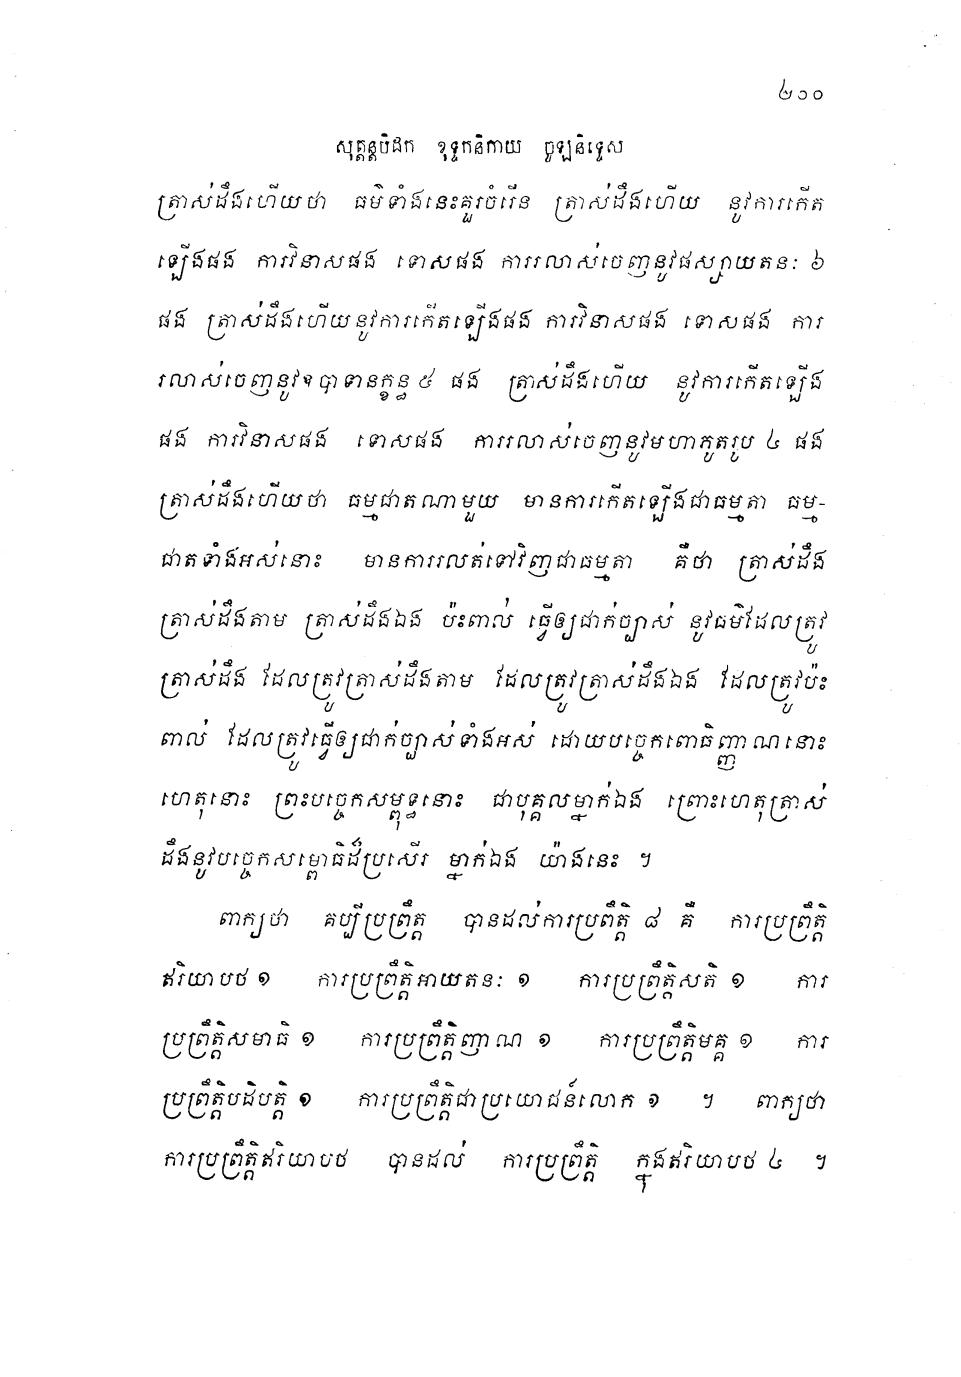 ២១០
សុត្តន្តបិដក ខុទ្ទកនិកាយ ចូឡនិទ្ទេស
ត្រាស់ដឹងហើយថា ធម៌ទាំងនេះគួរចំរើន ត្រាស់ដឹងហើយ នូវការកើត
ឡើងផង ការវិនាសផង ទោសផង ការរលាស់ចេញនូវផស្សាយតនៈ ៦
ផង ត្រាស់ដឹងហើយនូវការកើតឡើងផង ការវិនាសផង ទោសផង ការ
រលាស់ចេញនូវឧបាទានក្ខន្ធ ៥ ផង ត្រាស់ដឹងហើយ នូវការកើតឡើង
ផង ការវិនាសផង ទោសផង ការរលាស់ចេញនូវមហាភូតរូប ៤ ផង
ត្រាស់ដឹងហើយថា ធម្មជាតណាមួយ មានការកើតឡើងជាធម្មតា ធម្ម-
ជាតទាំងអស់នោះ មានការរលត់ទៅវិញជាធម្មតា គឺថា ត្រាស់ដឹង
ត្រាស់ដឹងតាម ត្រាស់ដឹងឯង ប៉ះពាល់ ធ្វើឲ្យជាក់ច្បាស់ នូវធម៌ដែលត្រូវ
ត្រាស់ដឹង ដែលត្រូវត្រាស់ដឹងតាម ដែលត្រូវត្រាស់ដឹងឯង ដែលត្រូវប៉ះ
ពាល់ ដែលត្រូវធ្វើឲ្យជាក់ច្បាស់ទាំងអស់ ដោយបច្ចេកពោធិញ្ញាណនោះ
ហេតុនោះ ព្រះបច្ចេកសម្ពុទ្ធនោះ ជាបុគ្គលម្នាក់ឯង ព្រោះហេតុត្រាស់
ដឹងនូវបច្ចេកសម្ពោធិដ៏ប្រសើរ ម្នាក់ឯង យ៉ាងនេះ ។
ពាក្យថា គប្បីប្រព្រឹត្ត បានដល់ការប្រព័ឹត្តិ ៨ គឺ ការប្រព្រឹត្តិ
ឥរិយាបថ ១ ការប្រព្រឹត្តិអាយតនៈ ១ ការប្រព្រឹត្តិសតិ ១ ការ
ប្រព្រឹត្តិសមាធិ ១ ការប្រព្រឹត្តិញាណ ១ ការប្រព្រឹត្តិមគ្គ ១ ការ
ប្រព្រឹត្តិបដិបត្តិ ១ ការប្រព្រឹត្តិជាប្រយោជន៍លោក ១ ។ ពាក្យថា
ការប្រព្រឹត្តិឥរិយាបថ បានដល់ ការប្រព្រឹត្តិ ក្នុងឥរិយាបថ ៤ ។